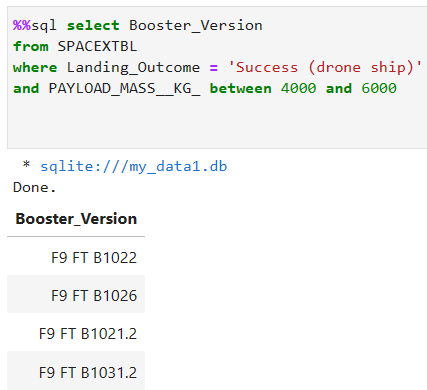 %%sql select Booster_Version
from SPACEXTBL
where Landing_Outcome = 'Success (drone ship)'
and PAYLOAD_MASS__KG_ between 4000 and 6000
* sqlite:///my_data1.db
Done.
Booster_Version
F9 FT B1022
F9 FT B1026
F9 FT B1021.2
F9 FT B1031.2